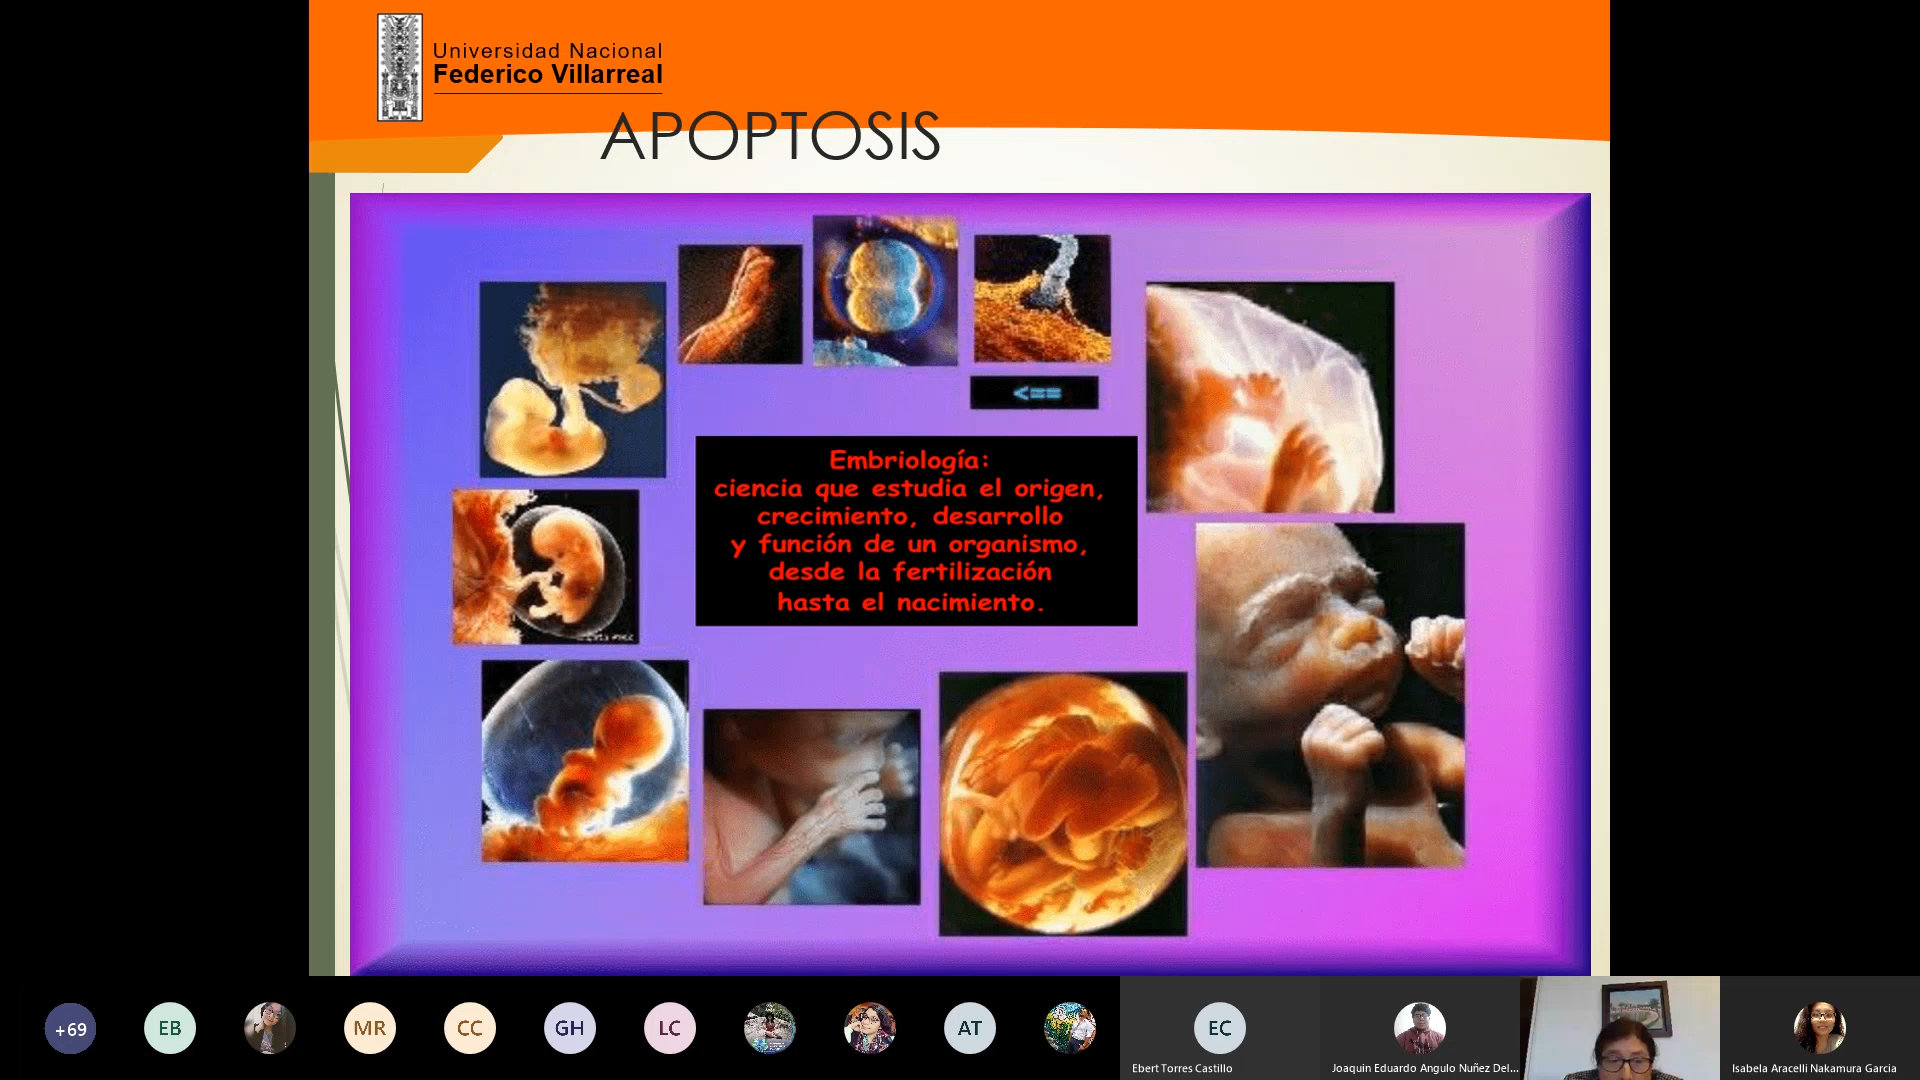 Universidad Nacional
Federico Villarreal
APOPTOSIS
<==
Embriología:
ciencia que estudia el origen,
crecimiento, desarrollo
y función de un organismo,
desde la fertilización
hasta el nacimiento.
+69
EB
MR
CC
GH
LC
AT
EC
Ebert Torres Castillo
Joaquin Eduardo Angulo Nuñez Del...
Isabela Aracelli Nakamura Garcia